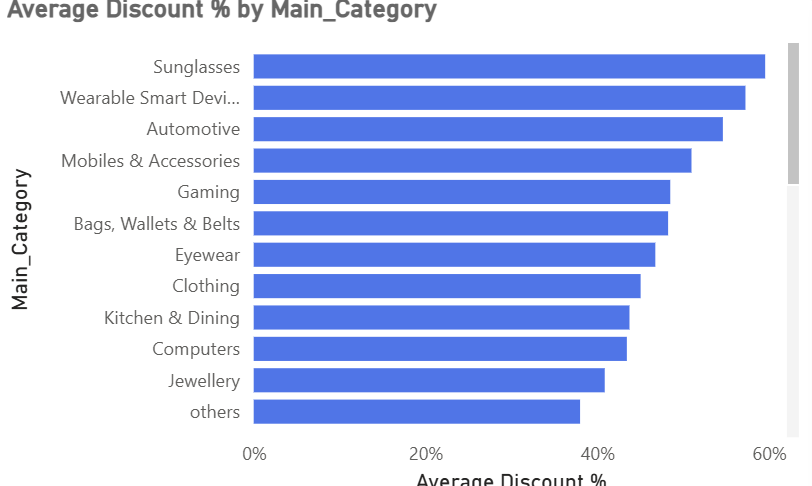 Average Discount % by Main_Category
Sunglasses
Wearable Smart Devi...
Automotive
Mobiles & Accessories
Gaming
Bags, Wallets & Belts
Eyewear
Clothing
Kitchen & Dining
Computers
Jewellery
others
Main_Category
0% 20% 40% 60%
Average Discount %